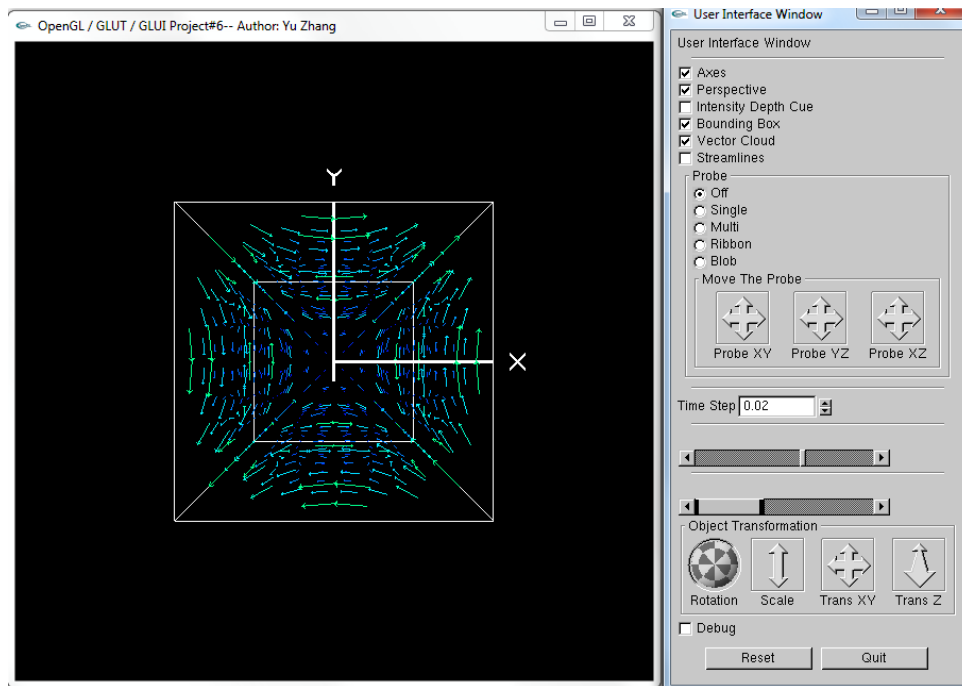 OpenGL / GLUT / GLUI Project#6-- Author: Yu Zhang
Y
X
User Interface Window
User Interface Window
Axes
Perspective
Intensity Depth Cue
Bounding Box
Vector Cloud
Streamlines
Probe
Off
Single
Multi
Ribbon
Blob
Move The Probe
Probe XY Probe YZ Probe XZ
Time Step 0.02
Object Transformation
Rotation Scale Trans XY Trans Z
Debug
Reset Quit